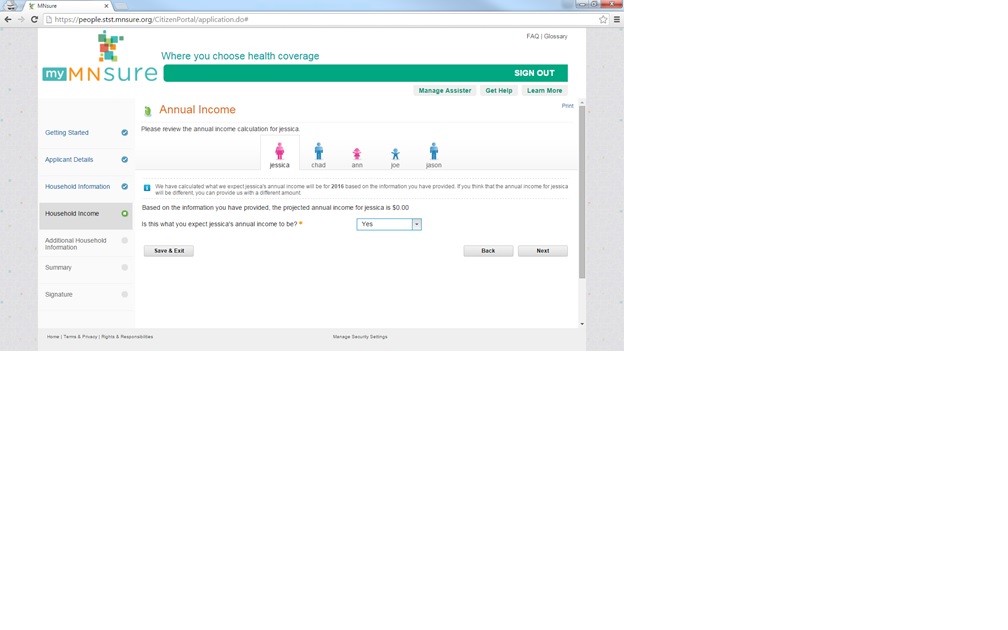 MNsure
https://people.stst.mnsure.org/CitizenPortal/application.do#
FAQ | Glossary
Where you choose health coverage
my MNsure
SIGN OUT
Manage Assister Get Help Learn More
Print
Annual Income
Please review the annual income calculation for jessica.
jessica chad ann joe jason
Getting Started
Applicant Details
Household Information
Household Income
Additional Household
Information
Summary
Signature
We have calculated what we expect jessica's annual income will be for 2016 based on the information you have provided. If you think that the annual income for jessica
will be different, you can provide us with a different amount.
Based on the information you have provided, the projected annual income for jessica is $0.00
Is this what you expect jessica's annual income to be? * Yes
Save & Exit Back Next
Home | Terms & Privacy | Rights & Responsibilities Manage Security Settings